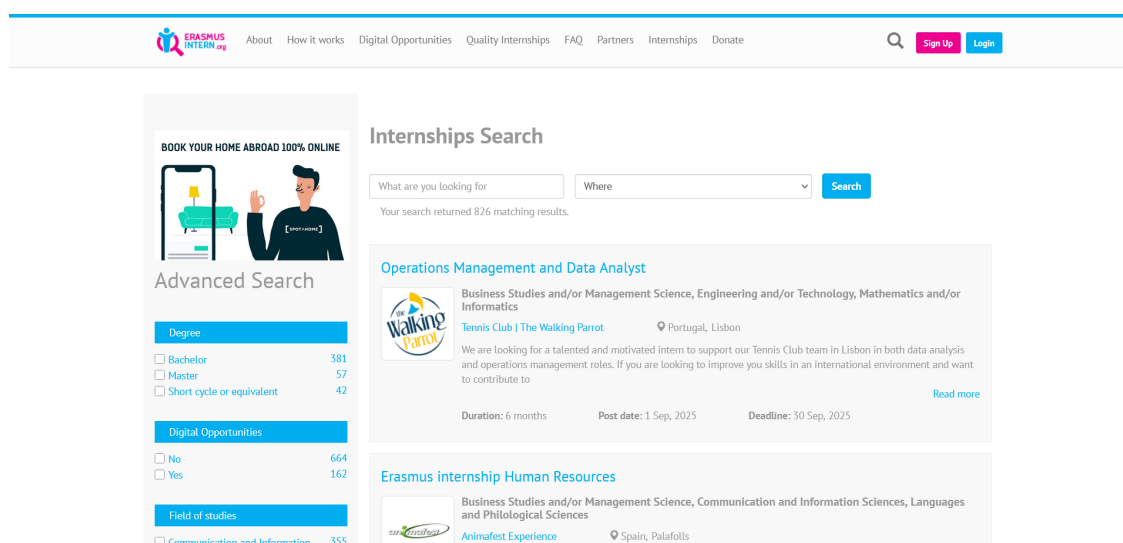 ERASMUS
INTERN.org
About How it works Digital Opportunities Quality Internships FAQ Partners Internships Donate
Sign Up Login
BOOK YOUR HOME ABROAD 100% ONLINE
[SPOTAHOME]
Advanced Search
Degree
Bachelor 381
Master 57
Short cycle or equivalent 42
Digital Opportunities
No 664
Yes 162
Field of studies
Communication and Information 355
Internships Search
What are you looking for Where Search
Your search returned 826 matching results.
Operations Management and Data Analyst
the
Walking
Parrot
Business Studies and/or Management Science, Engineering and/or Technology, Mathematics and/or
Informatics
Tennis Club | The Walking Parrot Portugal, Lisbon
We are looking for a talented and motivated intern to support our Tennis Club team in Lisbon in both data analysis
and operations management roles. If you are looking to improve you skills in an international environment and want
to contribute to
Read more
Duration: 6 months Post date: 1 Sep, 2025 Deadline: 30 Sep, 2025
Erasmus internship Human Resources
animafest
Business Studies and/or Management Science, Communication and Information Sciences, Languages
and Philological Sciences
Animafest Experience Spain, Palafolls